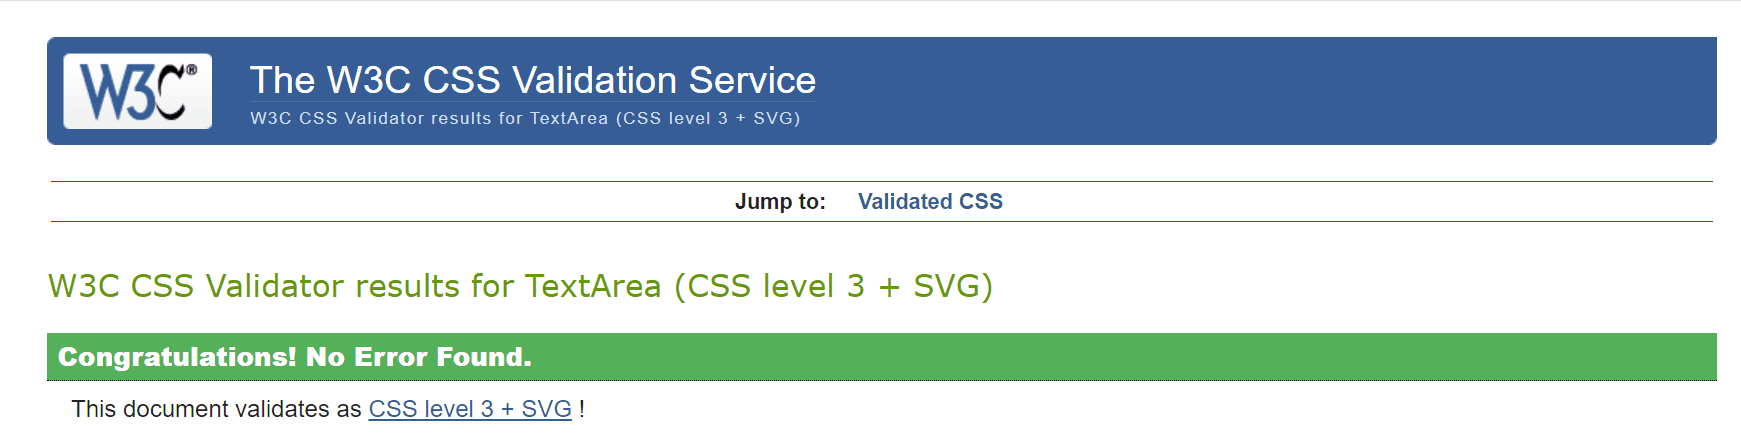 W3C®
The W3C CSS Validation Service
W3C CSS Validator results for TextArea (CSS level 3 + SVG)
Jump to: Validated CSS
W3C CSS Validator results for TextArea (CSS level 3 + SVG)
Congratulations! No Error Found.
This document validates as CSS level 3 + SVG !